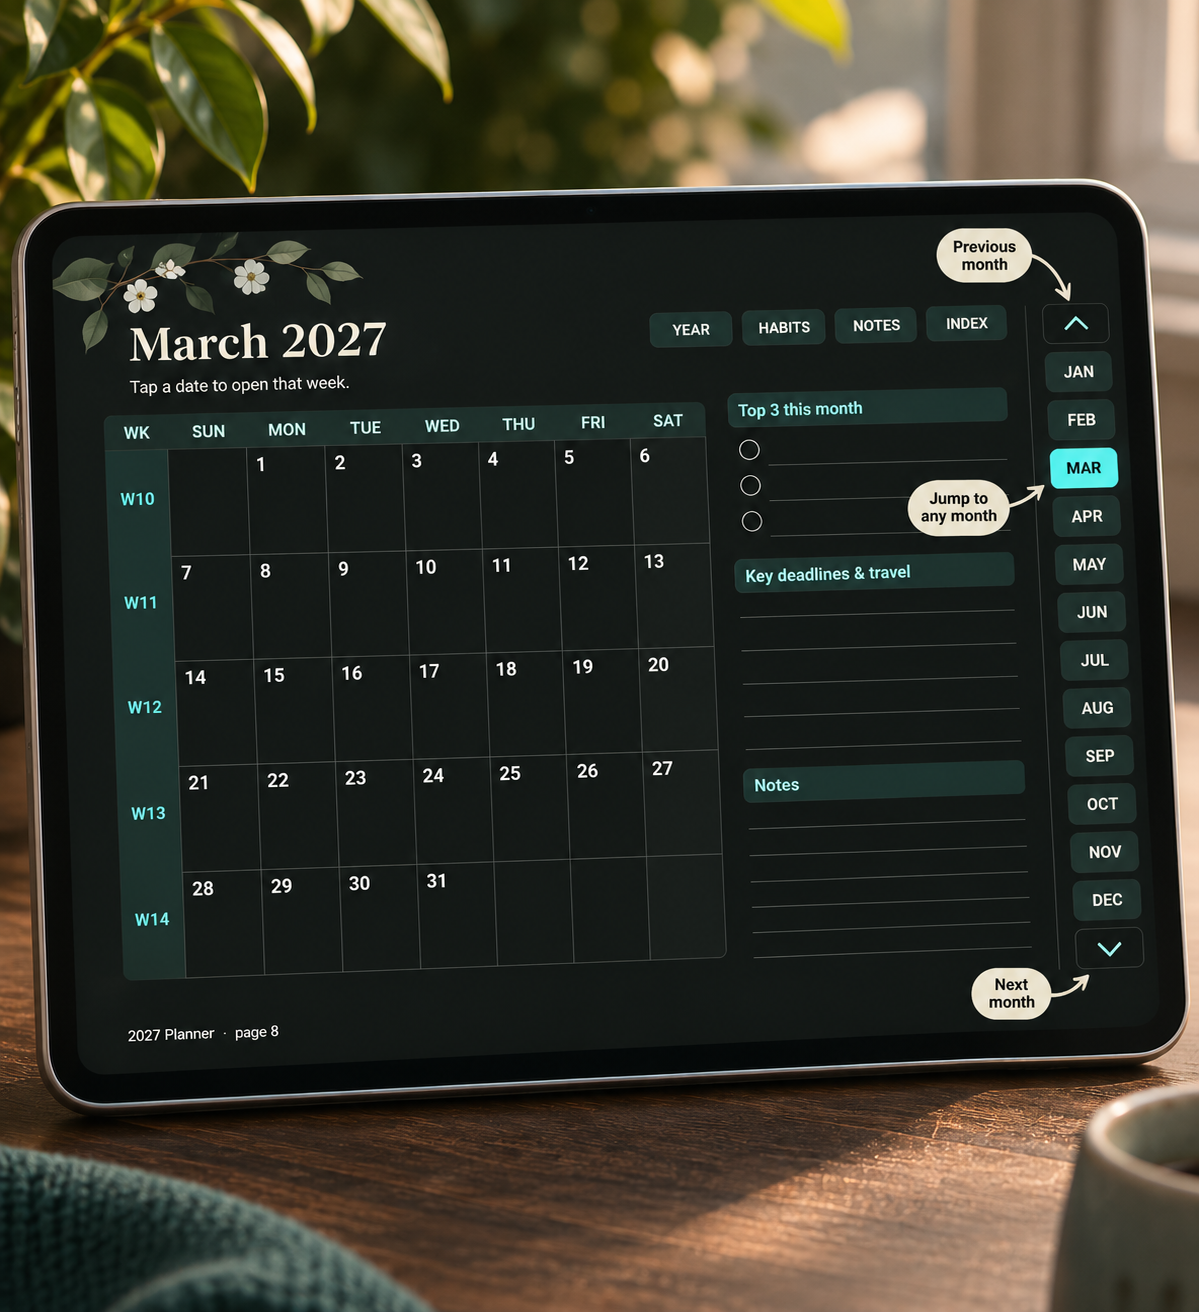 Previous
month
March 2027
Tap a date to open that week.
YEAR HABITS NOTES INDEX
WK SUN MON TUE WED THU FRI SAT
W10 1 2 3 4 5 6
W11 7 8 9 10 11 12 13
W12 14 15 16 17 18 19 20
W13 21 22 23 24 25 26 27
W14 28 29 30 31
Top 3 this month
Key deadlines & travel
Notes
JAN
FEB
MAR
Jump to
any month
APR
MAY
JUN
JUL
AUG
SEP
OCT
NOV
DEC
Next
month
2027 Planner · page 8